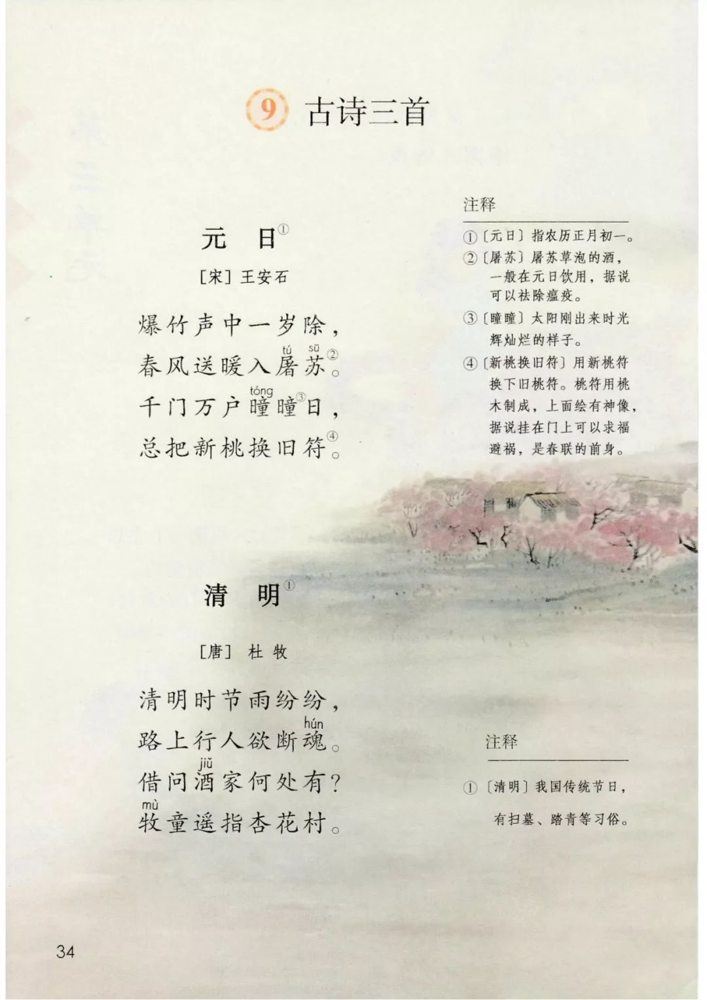 9 古诗三首
元 日①
[宋] 王安石
爆竹声中一岁除，
tú sū
春风送暖入屠苏②。
tóng
千门万户瞳瞳③日，
总把新桃换旧符④。
注释
①〔元日〕指农历正月初一。
②〔屠苏〕屠苏草泡的酒，
一般在元日饮用，据说
可以祛除瘟疫。
③〔瞳瞳〕太阳刚出来时光
辉灿烂的样子。
④〔新桃换旧符〕用新桃符
换下旧桃符。桃符用桃
木制成，上面绘有神像，
据说挂在门上可以求福
避祸，是春联的前身。
清 明①
[唐] 杜 牧
清明时节雨纷纷，
hún
路上行人欲断魂。
jiǔ
借问酒家何处有？
mù
牧童遥指杏花村。
注释
①〔清明〕我国传统节日，
有扫墓、踏青等习俗。
34